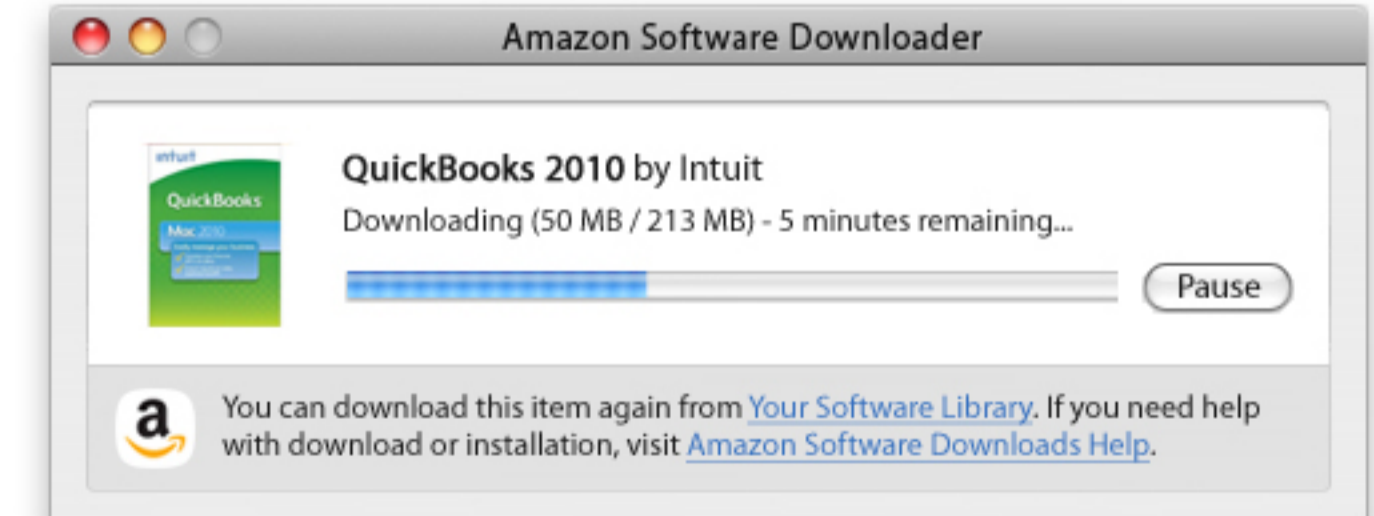 Amazon Software Downloader
intuit
QuickBooks
Mac 2010
QuickBooks 2010 by Intuit
Downloading (50 MB / 213 MB) - 5 minutes remaining...
Pause
a
You can download this item again from Your Software Library. If you need help
with download or installation, visit Amazon Software Downloads Help.